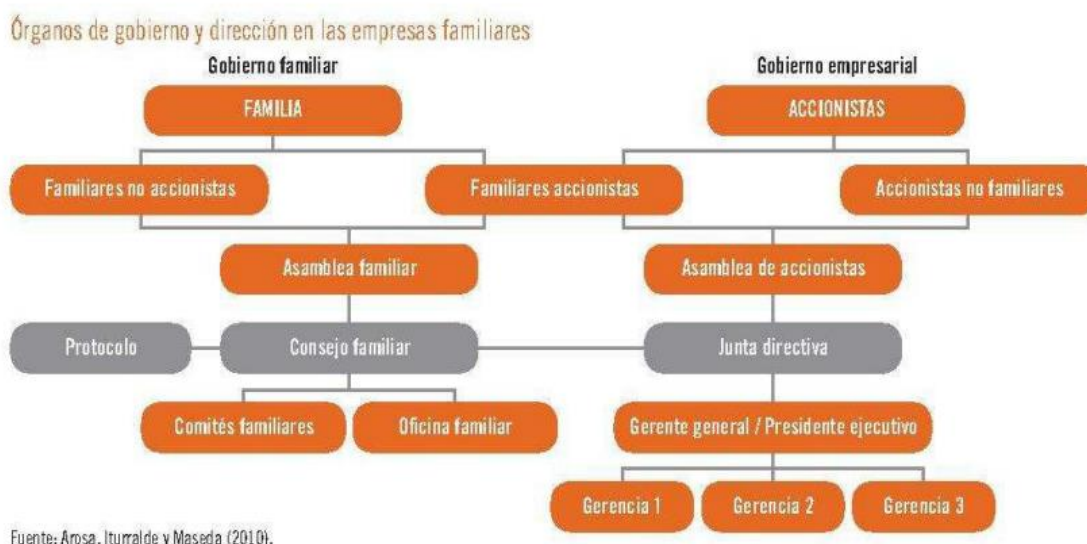 Órganos de gobierno y dirección en las empresas familiares
Gobierno familiar
Gobierno empresarial
FAMILIA
ACCIONISTAS
Familiares no accionistas
Familiares accionistas
Accionistas no familiares
Asamblea familiar
Asamblea de accionistas
Protocolo
Consejo familiar
Junta directiva
Comités familiares
Oficina familiar
Gerente general / Presidente ejecutivo
Gerencia 1
Gerencia 2
Gerencia 3
Fuente: Arosa, Iturralde y Maseda (2010).